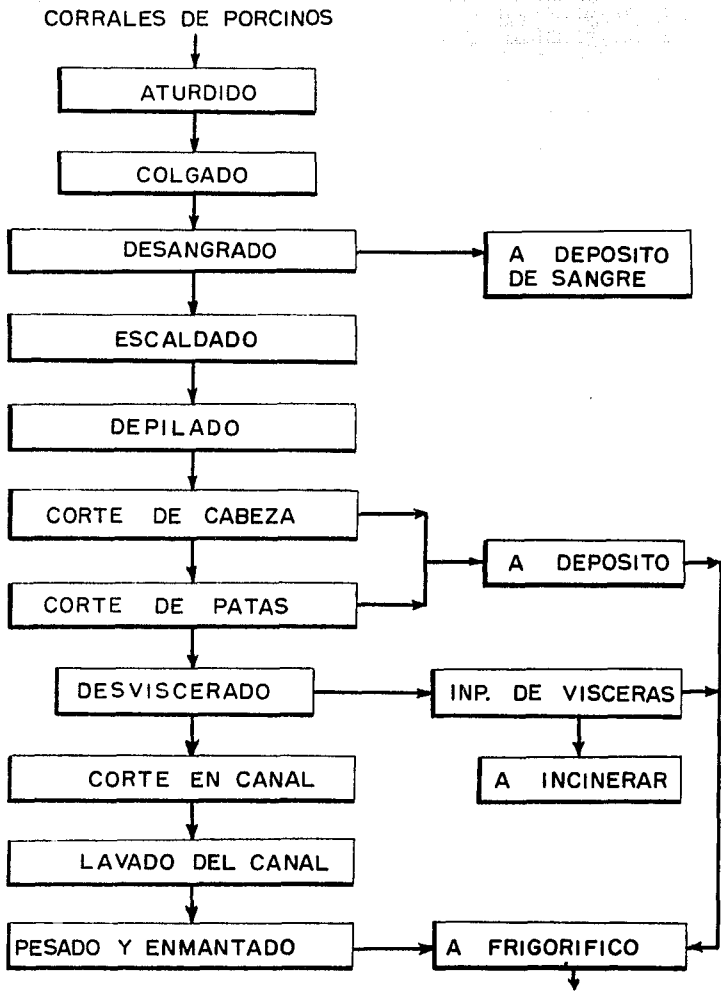 CORRALES DE PORCINOS
ATURDIDO
COLGADO
DESANGRADO
A DEPOSITO
DE SANGRE
ESCALDADO
DEPILADO
CORTE DE CABEZA
A DEPOSITO
CORTE DE PATAS
DESVISCERADO
INP. DE VISCERAS
CORTE EN CANAL
A INCINERAR
LAVADO DEL CANAL
PESADO Y ENMANTADO
A FRIGORIFICO